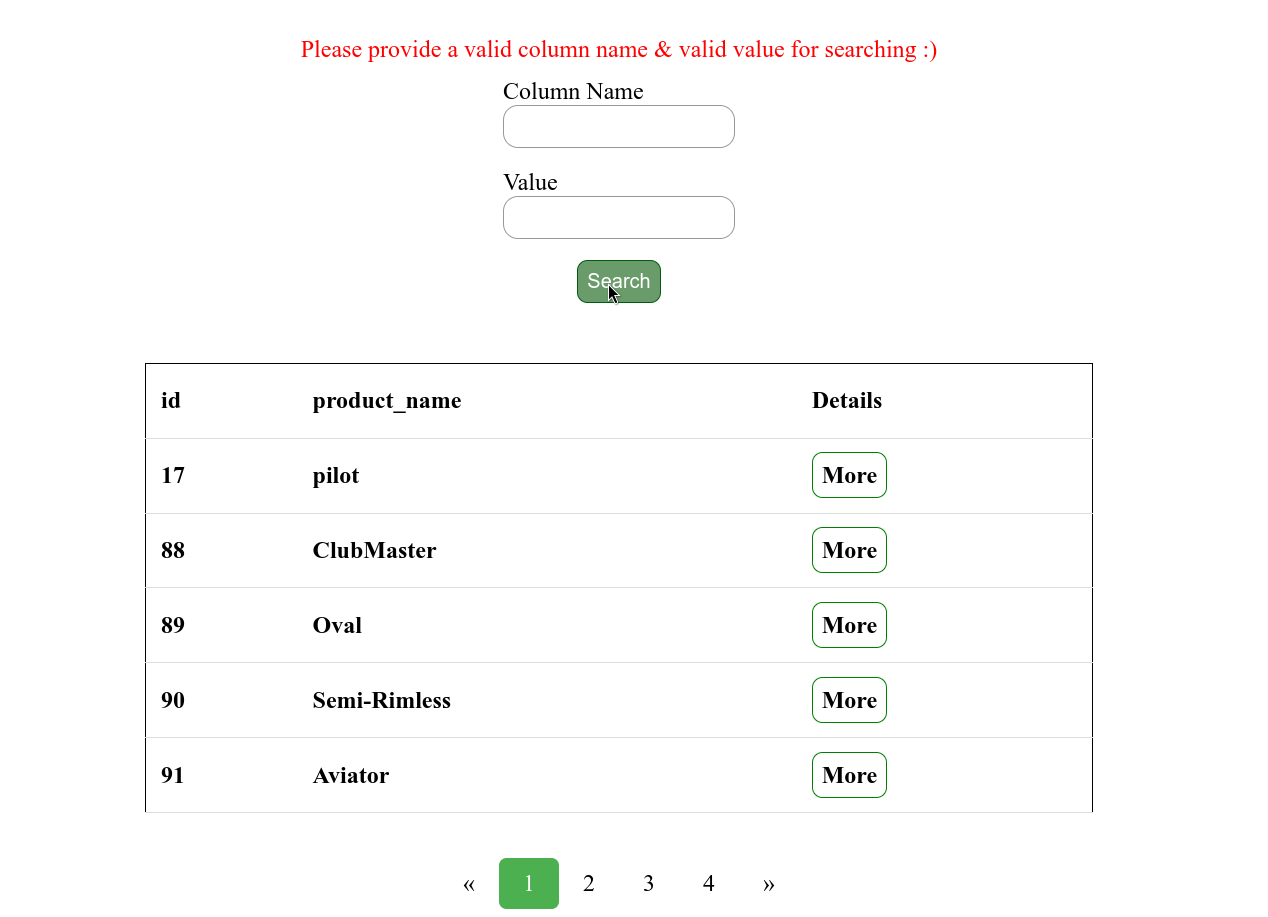 Please provide a valid column name & valid value for searching :)
Column Name
Value
Search
id product_name Details
17 pilot More
88 ClubMaster More
89 Oval More
90 Semi-Rimless More
91 Aviator More
« 1 2 3 4 »